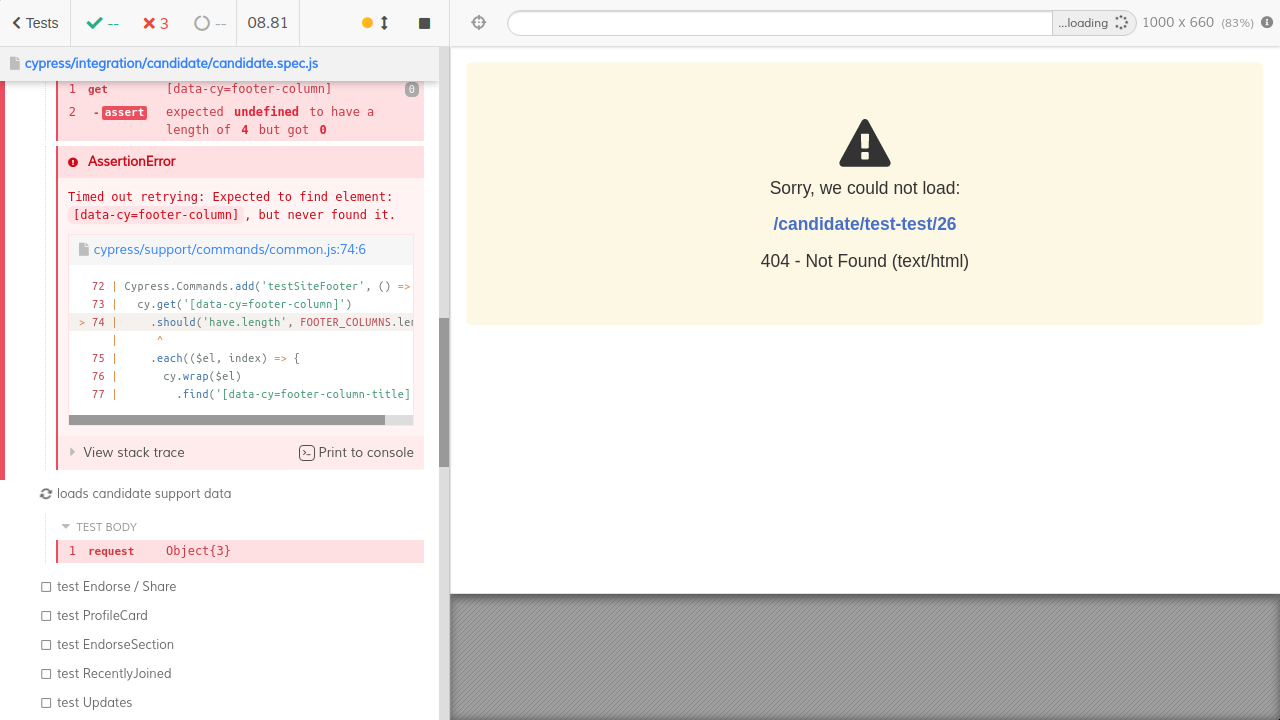 Tests
--
3
--
08.81
...loading
1000 x 660 (83%)
cypress/integration/candidate/candidate.spec.js
1 get [data-cy=footer-column] 0
2 -assert expected undefined to have a
length of 4 but got 0
AssertionError
Timed out retrying: Expected to find element:
[data-cy=footer-column], but never found it.
cypress/support/commands/common.js:74:6
72 | Cypress.Commands.add('testSiteFooter', () =>
73 | cy.get('[data-cy=footer-column]')
> 74 | .should('have.length', FOOTER_COLUMNS.len
| ^
75 | .each(($el, index) => {
76 | cy.wrap($el)
77 | .find('[data-cy=footer-column-title]
View stack trace
Print to console
loads candidate support data
TEST BODY
1 request Object{3}
test Endorse / Share
test ProfileCard
test EndorseSection
test RecentlyJoined
test Updates
Sorry, we could not load:
/candidate/test-test/26
404 - Not Found (text/html)